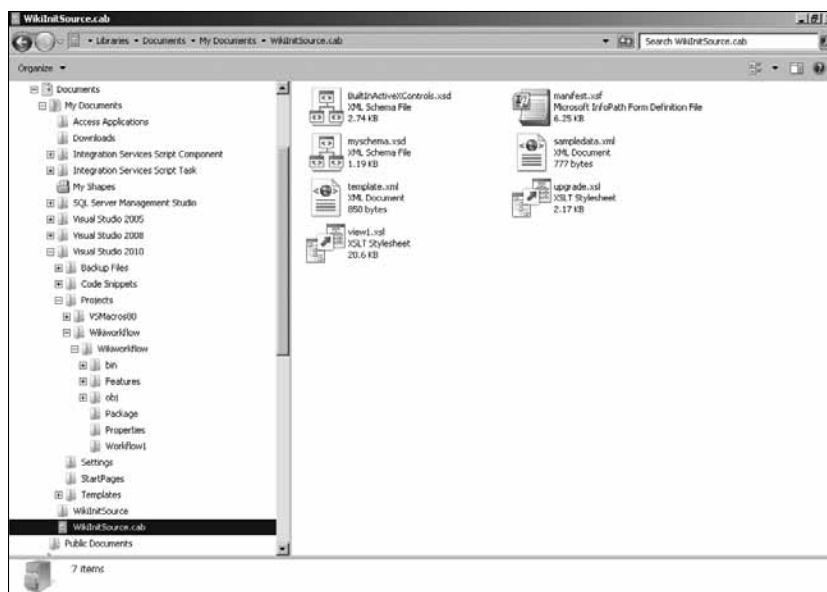 WikiInitSource.cab
• Libraries • Documents • My Documents • WikiInitSource.cab
Search WikiInitSource.cab
Organize
Documents
My Documents
Access Applications
Downloads
Integration Services Script Component
Integration Services Script Task
My Shapes
SQL Server Management Studio
Visual Studio 2005
Visual Studio 2008
Visual Studio 2010
Backup Files
Code Snippets
Projects
VSMacros80
Wikiworkflow
Wikiworkflow
bin
Features
obj
Package
Properties
Workflow1
Settings
StartPages
Templates
WikiInitSource
WikiInitSource.cab
Public Documents
BuiltInActiveXControls.xsd
XML Schema File
2.74 KB
manifest.xsf
Microsoft InfoPath Form Definition File
6.25 KB
myschema.xsd
XML Schema File
1.19 KB
sampledata.xml
XML Document
777 bytes
template.xml
XML Document
850 bytes
upgrade.xsl
XSLT Stylesheet
2.17 KB
view1.xsl
XSLT Stylesheet
20.6 KB
7 items